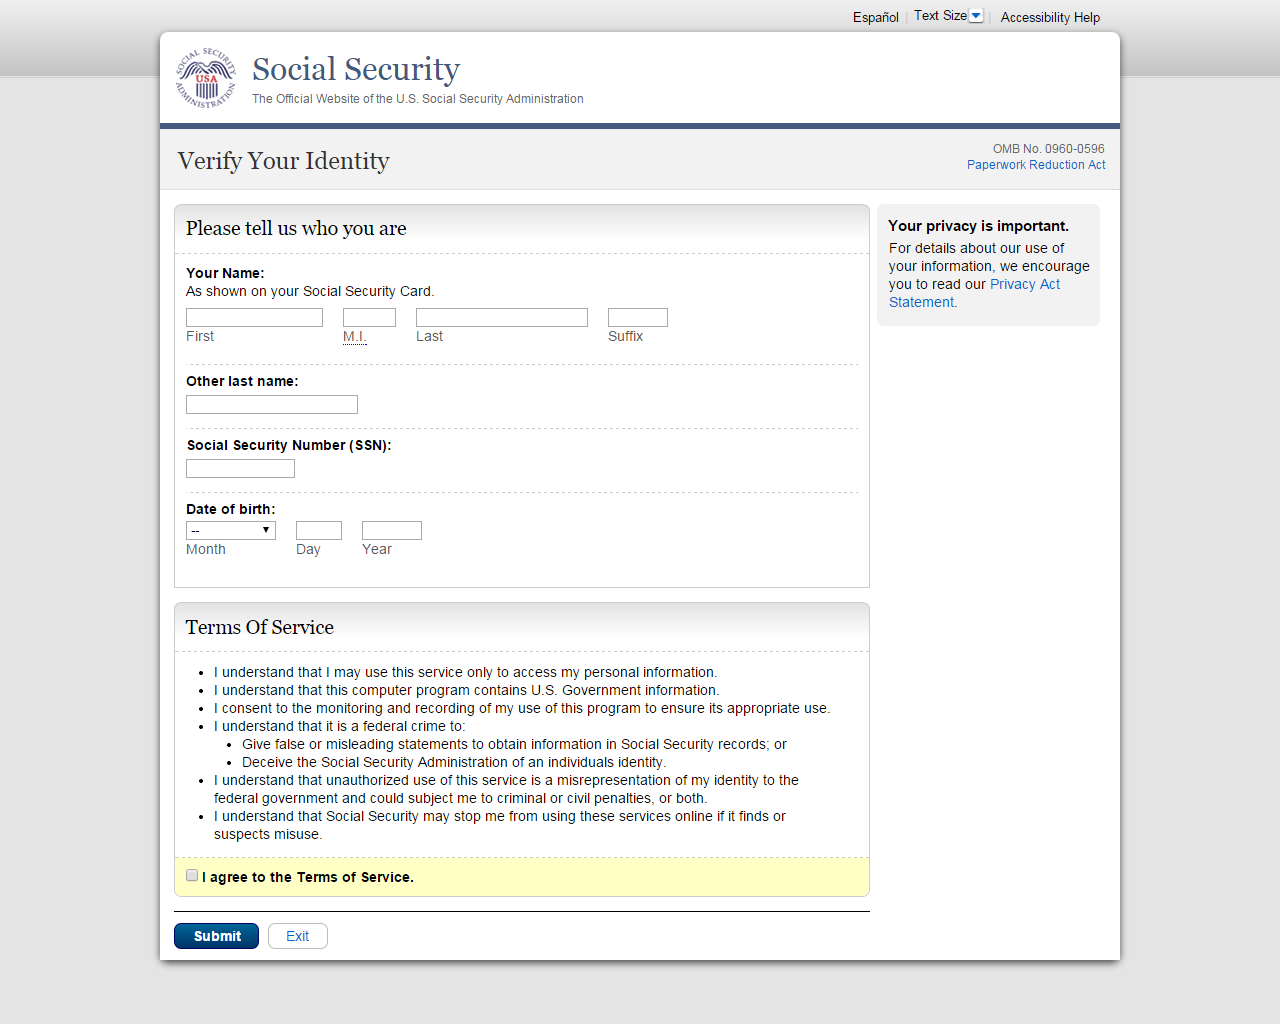 Español
Text Size
Accessibility Help
SOCIAL SECURITY ADMINISTRATION
USA
Social Security
The Official Website of the U.S. Social Security Administration
Verify Your Identity
OMB No. 0960-0596
Paperwork Reduction Act
Please tell us who you are
Your Name:
As shown on your Social Security Card.
First M.I. Last Suffix
Other last name:
Social Security Number (SSN):
Date of birth:
--
Month Day Year
Your privacy is important.
For details about our use of
your information, we encourage
you to read our Privacy Act
Statement.
Terms Of Service
I understand that I may use this service only to access my personal information.
I understand that this computer program contains U.S. Government information.
I consent to the monitoring and recording of my use of this program to ensure its appropriate use.
I understand that it is a federal crime to:
Give false or misleading statements to obtain information in Social Security records; or
Deceive the Social Security Administration of an individuals identity.
I understand that unauthorized use of this service is a misrepresentation of my identity to the
federal government and could subject me to criminal or civil penalties, or both.
I understand that Social Security may stop me from using these services online if it finds or
suspects misuse.
I agree to the Terms of Service.
Submit Exit